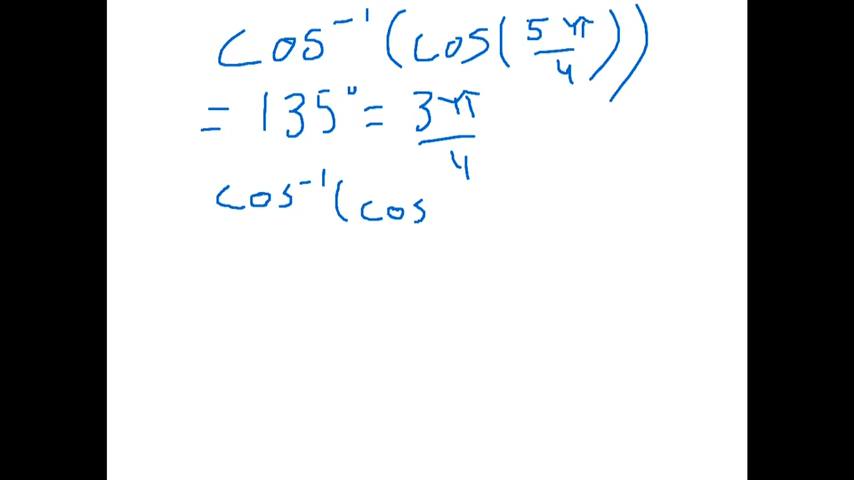 cos⁻¹(cos(5π/4))
= 135° = 3π/4
cos⁻¹(cos